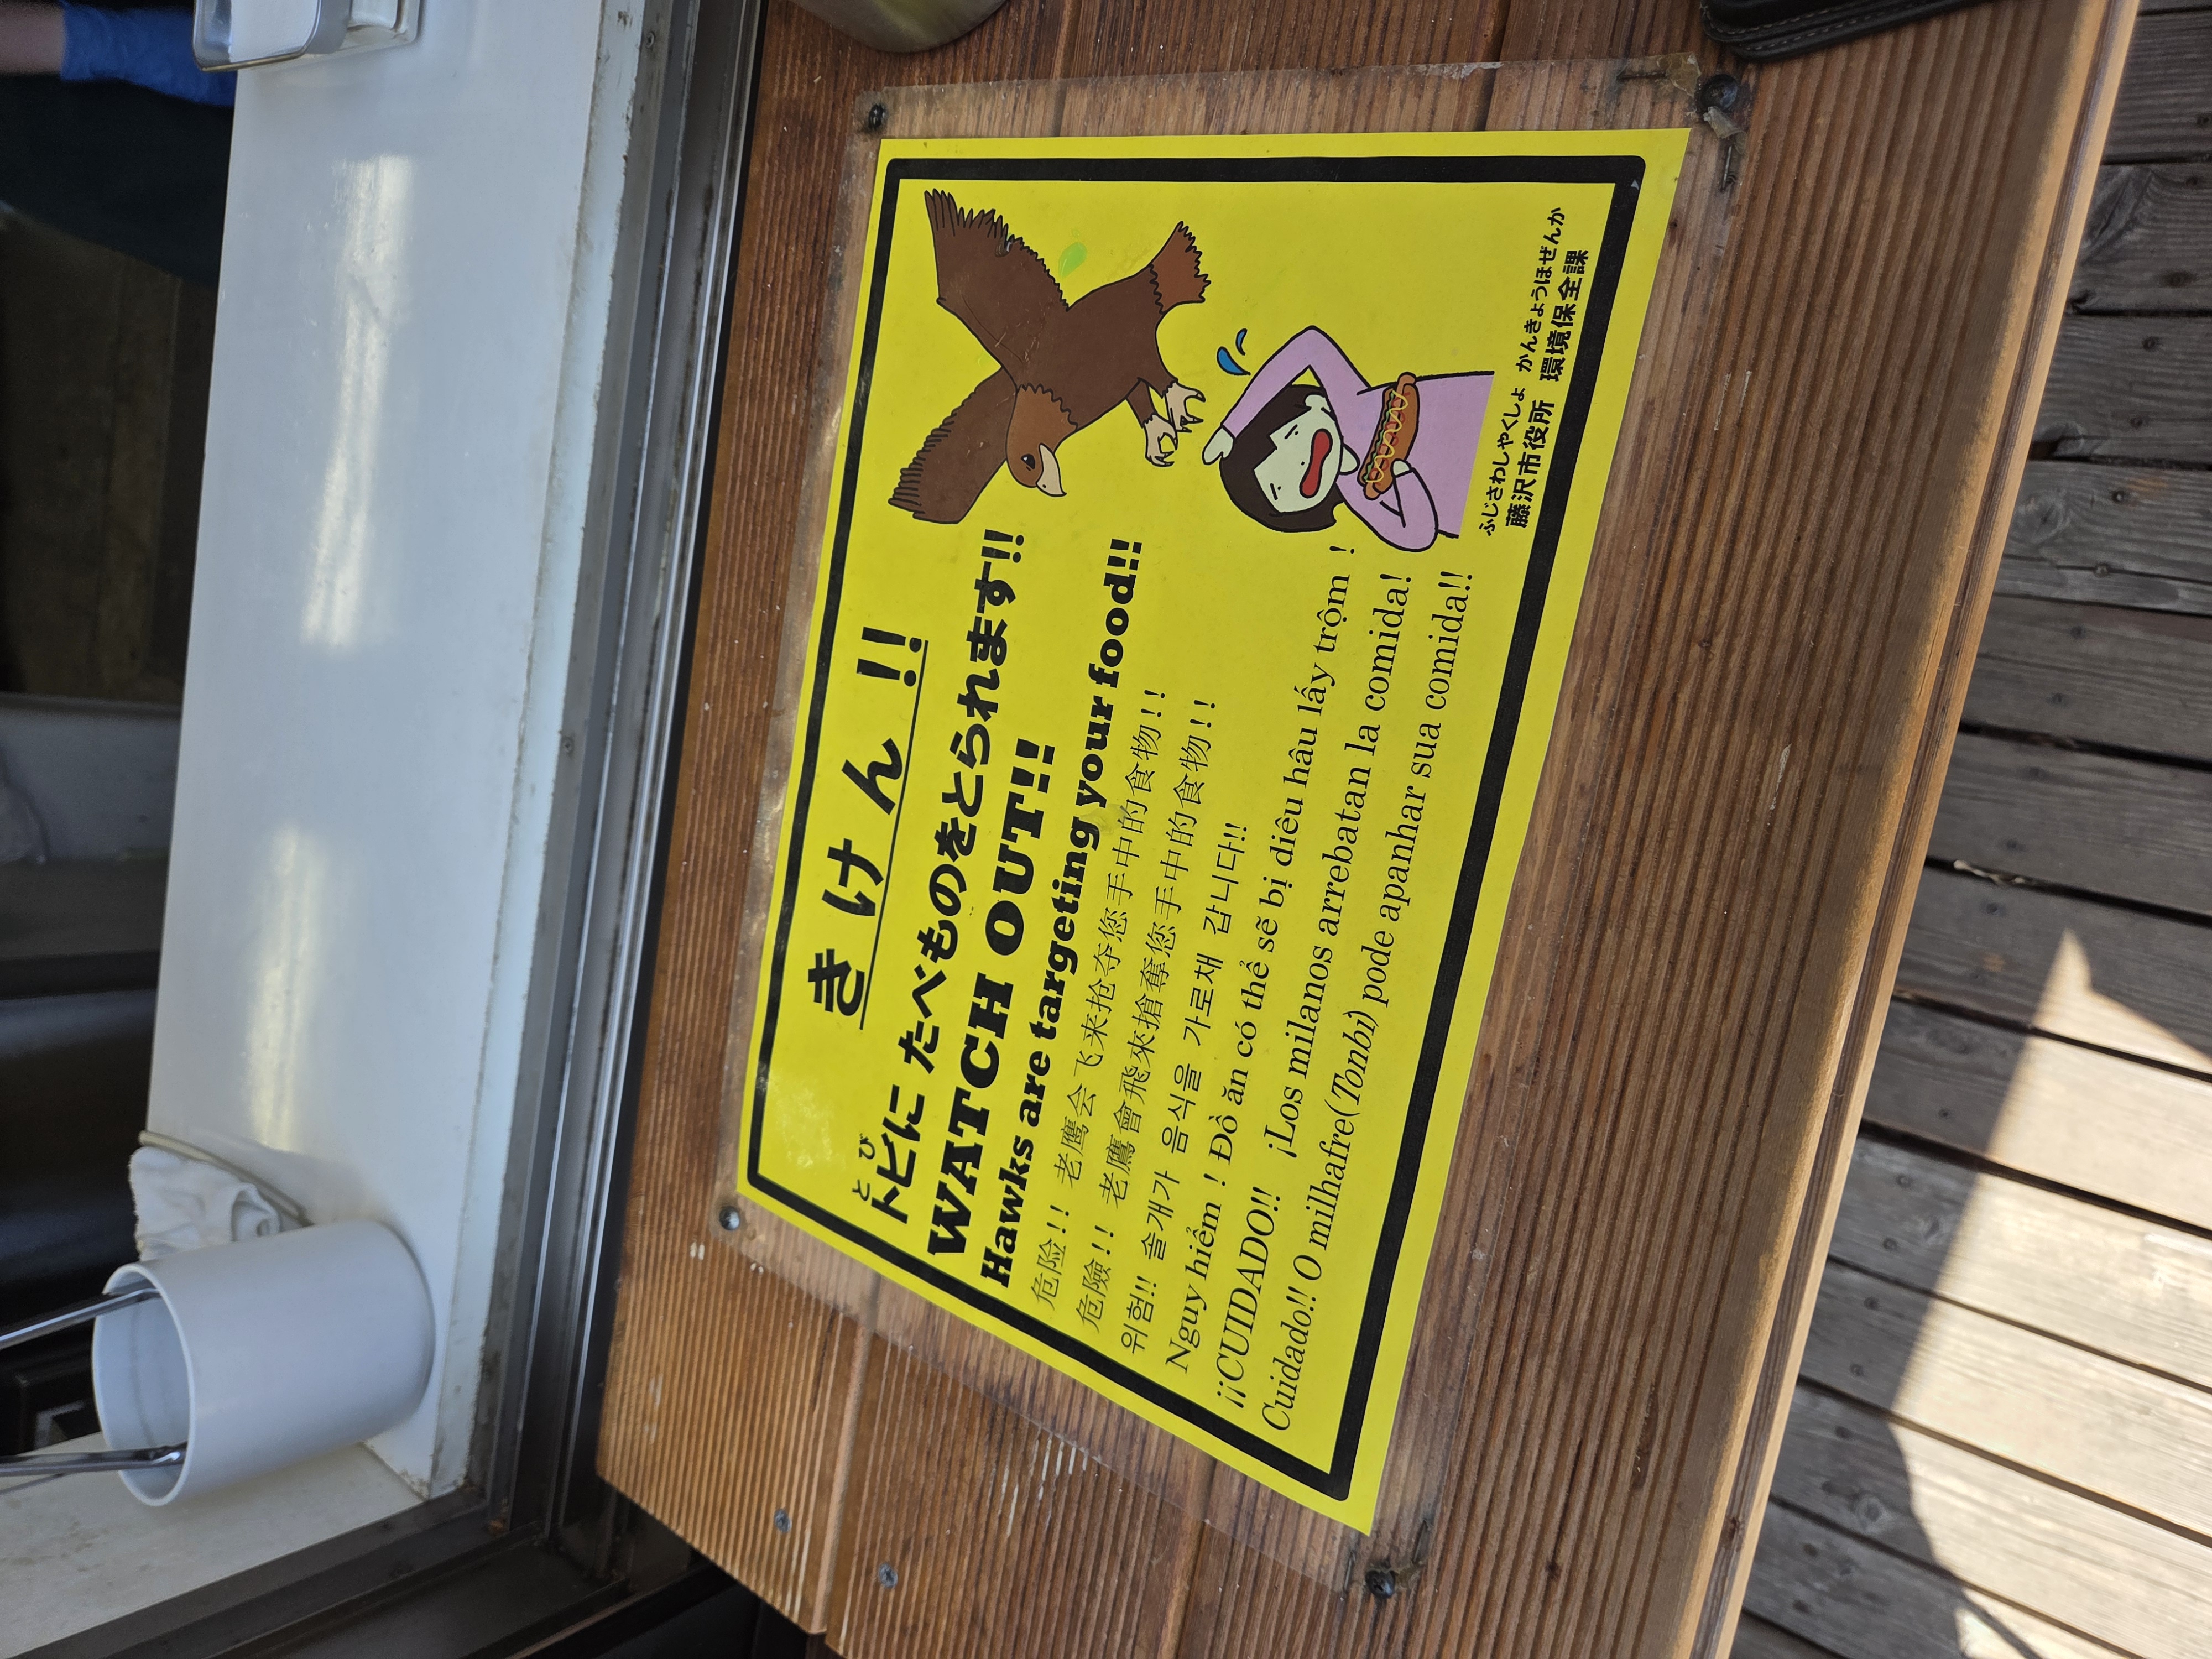 きけん!!
とび
トビに たべものをとられます!!
WATCH OUT!!
Hawks are targeting your food!!
危险!! 老鹰会飞来抢夺您手中的食物!!
危險!! 老鷹會飛來搶奪您手中的食物!!
위험!! 솔개가 음식을 가로채 갑니다!!
Nguy hiểm ! Đồ ăn có thể sẽ bị diều hâu lấy trộm !
¡¡CUIDADO!! ¡Los milanos arrebatan la comida!
Cuidado!! O milhafre(Tonbi) pode apanhar sua comida!!
ふじさわしやくしょ かんきょうほぜんか
藤沢市役所 環境保全課